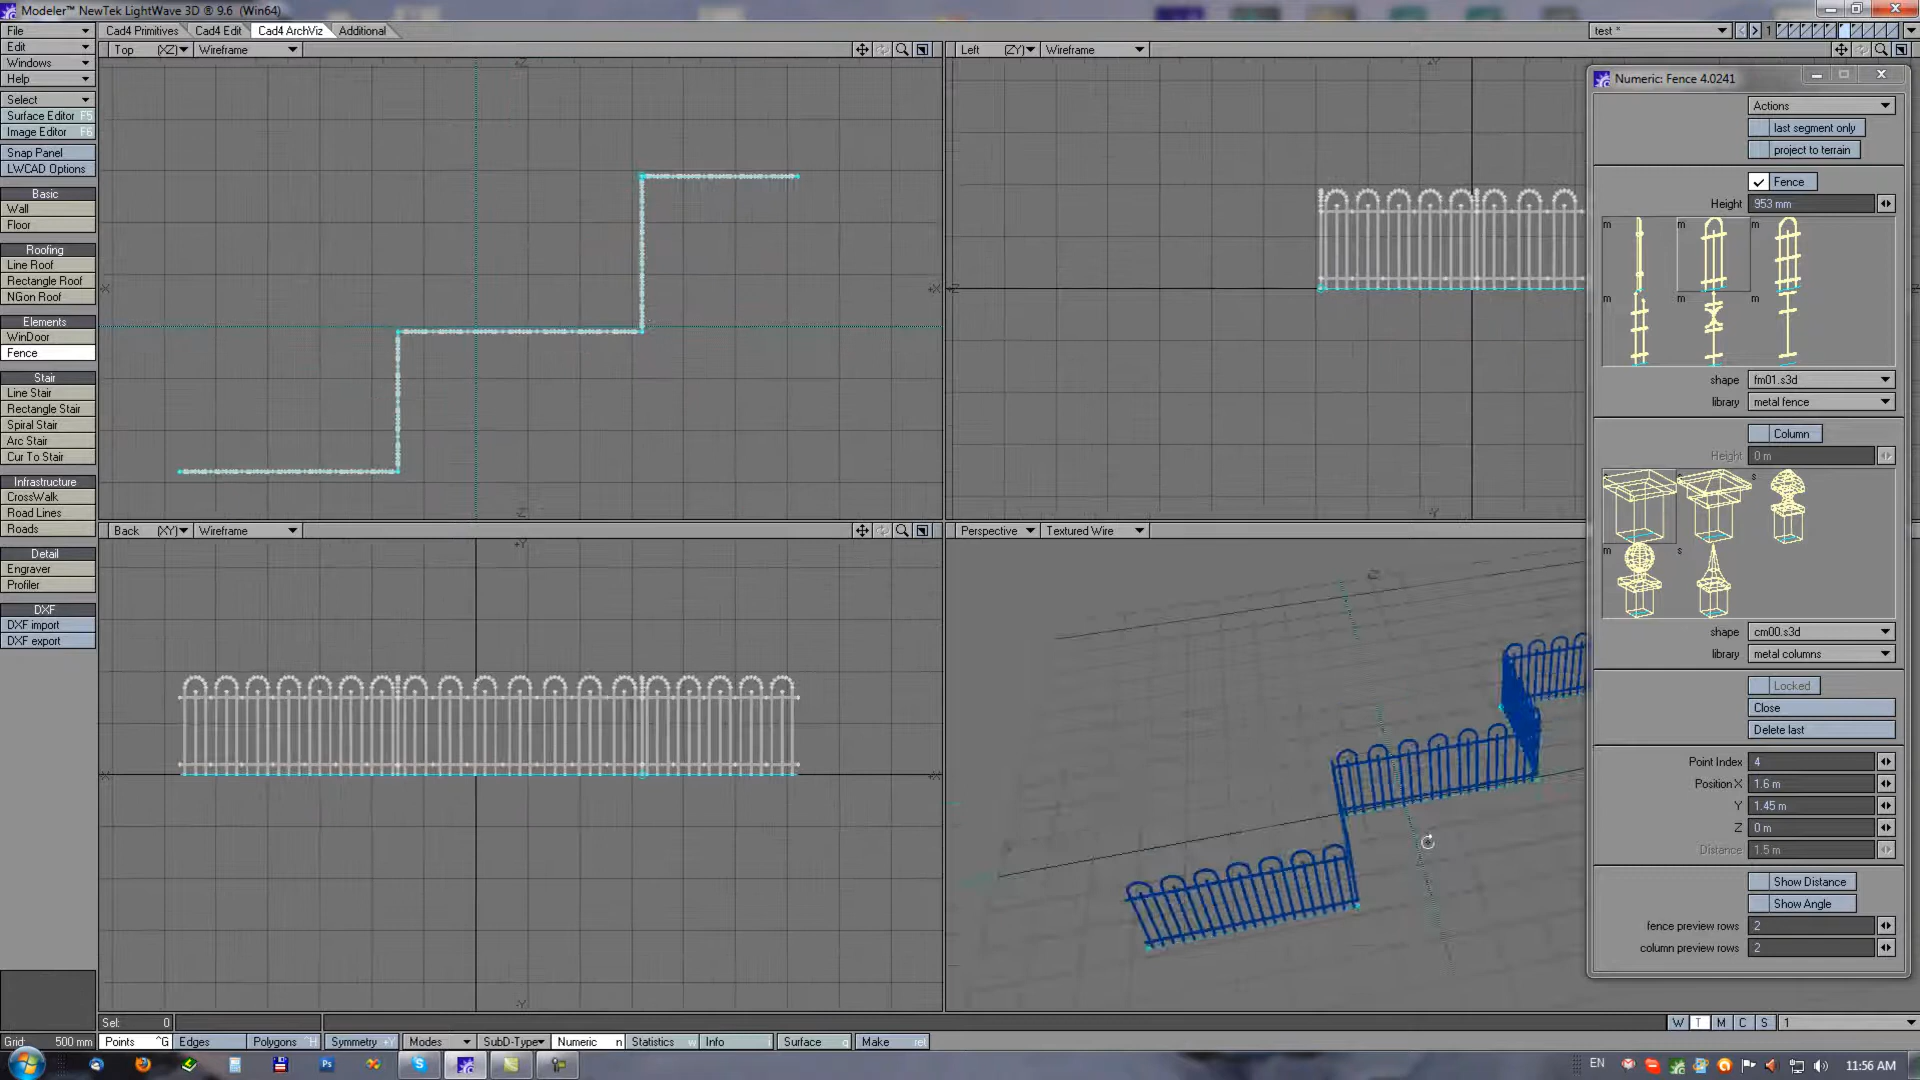 Modeler™ NewTek LightWave 3D ® 9.6 (Win64)
File
Edit
Windows
Help
Select
Surface Editor F5
Image Editor F6
Snap Panel
LWCAD Options
Basic
Wall
Floor
Roofing
Line Roof
Rectangle Roof
NGon Roof
Elements
WinDoor
Fence
Stair
Line Stair
Rectangle Stair
Spiral Stair
Arc Stair
Cur To Stair
Infrastructure
CrossWalk
Road Lines
Roads
Detail
Engraver
Profiler
DXF
DXF import
DXF export
Cad4 Primitives Cad4 Edit Cad4 ArchViz Additional
test * 1
Top (XZ) Wireframe
Left (ZY) Wireframe
Back (XY) Wireframe
Perspective Textured Wire
Numeric: Fence 4.0241
Actions
last segment only
project to terrain
Fence
Height 953 mm
m m m
m m m
shape fm01.s3d
library metal fence
Column
Height 0 m
s
m s
shape cm00.s3d
library metal columns
Locked
Close
Delete last
Point Index 4
Position X 1.6 m
Y 1.45 m
Z 0 m
Distance 1.5 m
Show Distance
Show Angle
fence preview rows 2
column preview rows 2
Sel: 0
W T M C S 1
Grid: 500 mm Points ^G Edges Polygons ^H Symmetry +Y Modes SubD-Type Numeric n Statistics w Info i Surface q Make ret
EN 11:56 AM